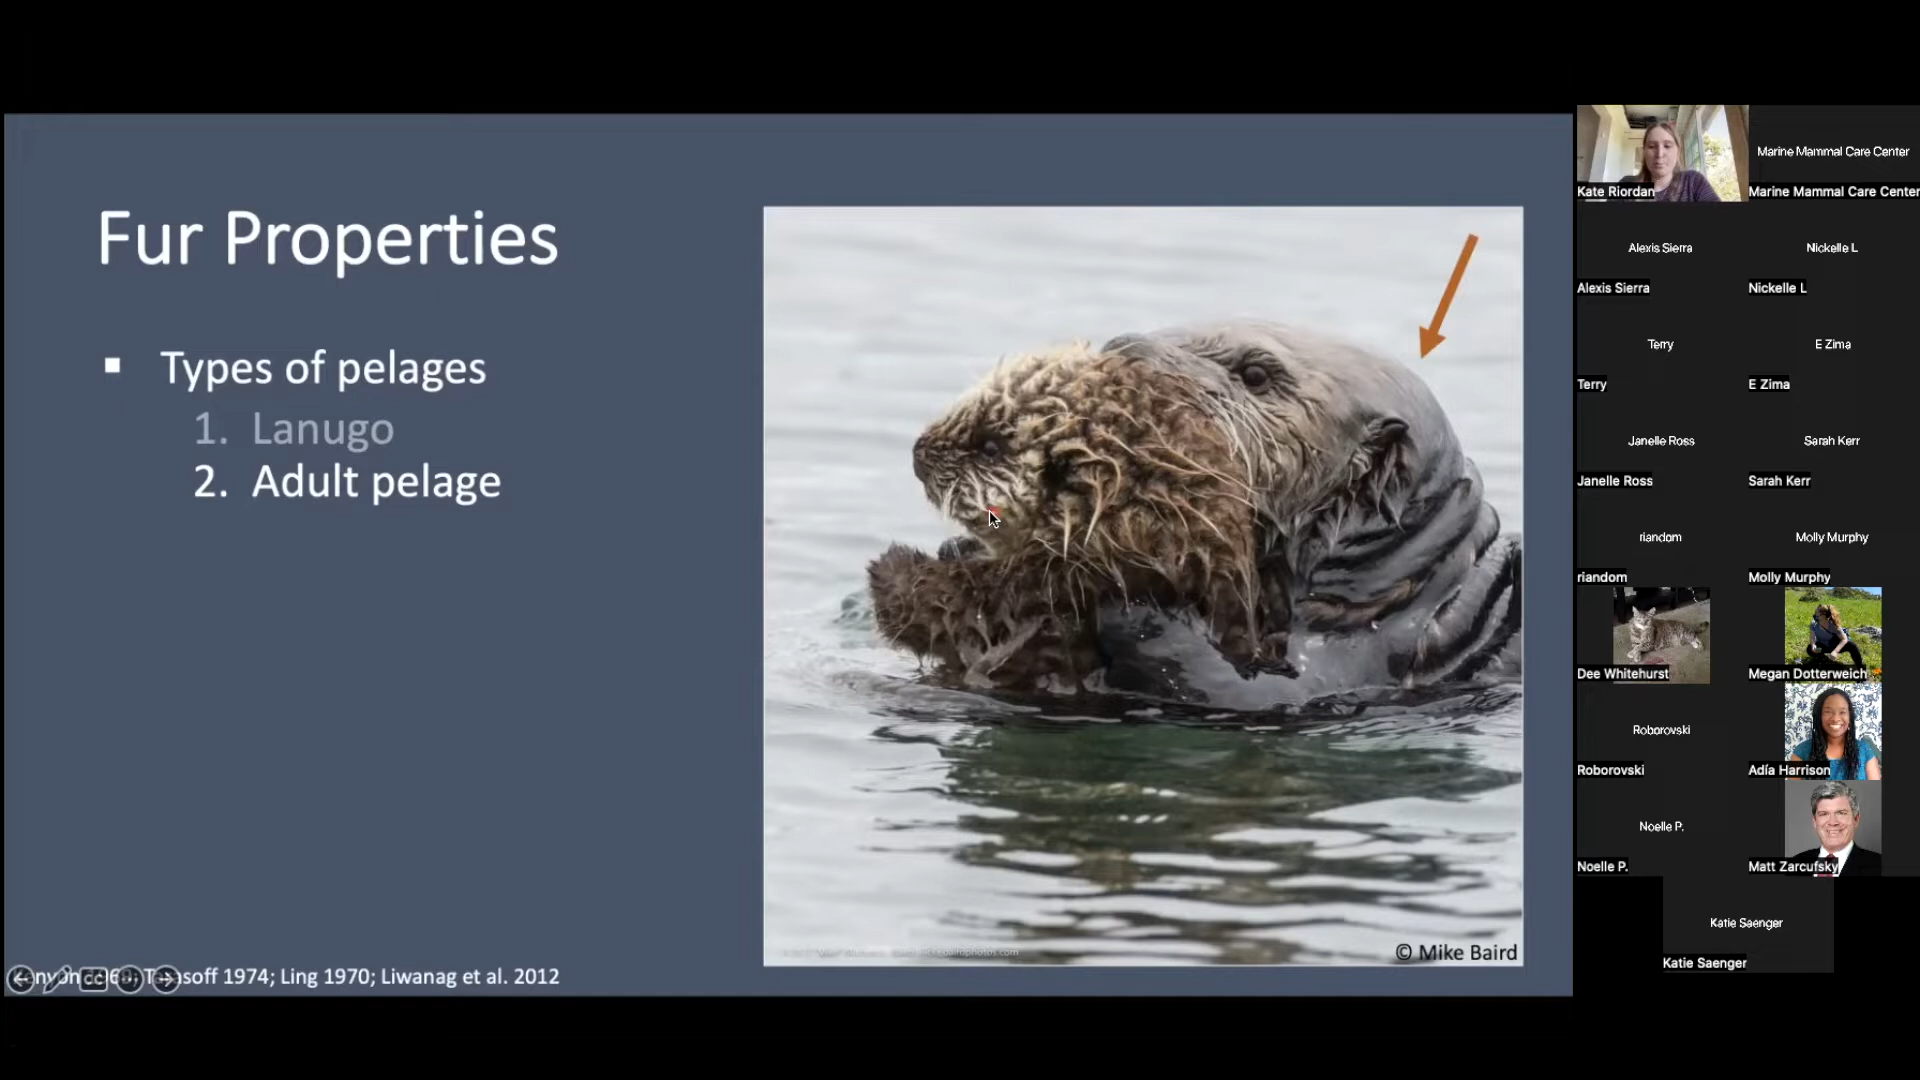 Fur Properties
▪ Types of pelages
1. Lanugo
2. Adult pelage
© Mike Baird
1974; Ling 1970; Liwanag et al. 2012
Kate Riordan
Marine Mammal Care Center
Marine Mammal Care Center
Alexis Sierra
Nickelle L
Alexis Sierra
Nickelle L
Terry
E Zima
Terry
E Zima
Janelle Ross
Sarah Kerr
Janelle Ross
Sarah Kerr
riandom
Molly Murphy
riandom
Molly Murphy
Dee Whitehurst
Megan Dotterweich
Roborovski
Roborovski
Adía Harrison
Noelle P.
Noelle P.
Matt Zarcufsky
Katie Saenger
Katie Saenger